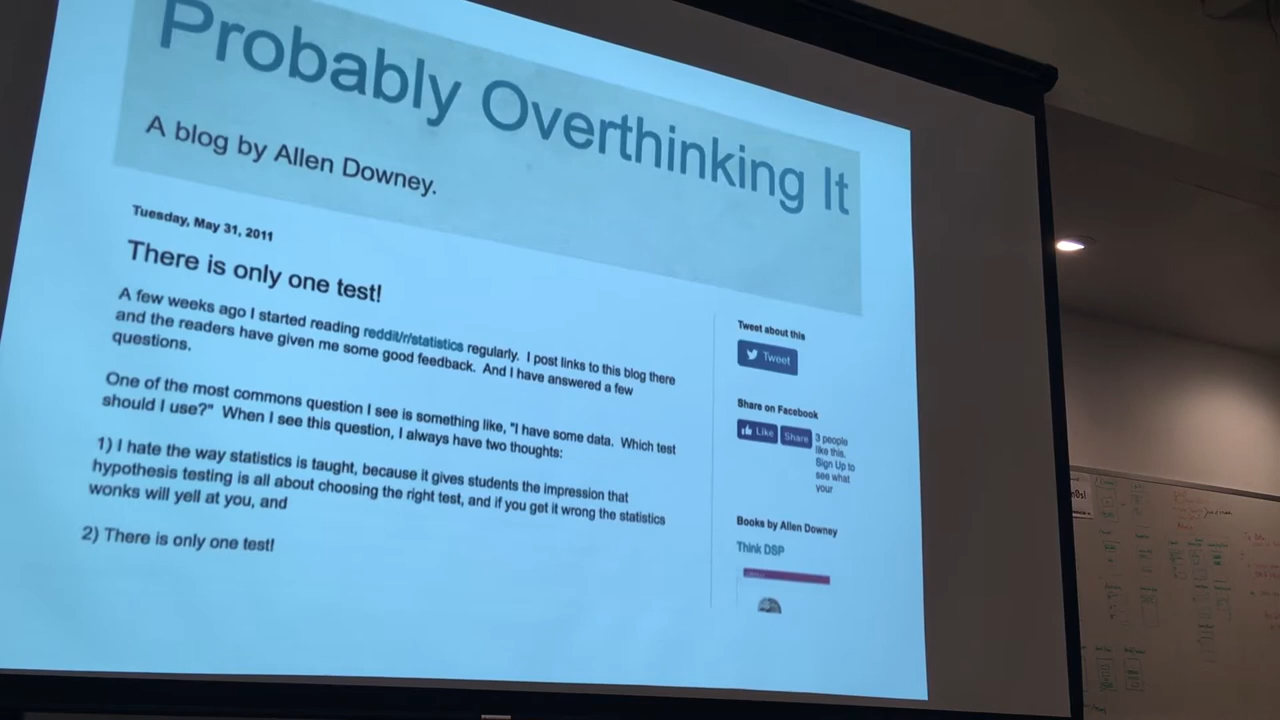 Probably Overthinking It
A blog by Allen Downey.
Tuesday, May 31, 2011
There is only one test!
A few weeks ago I started reading reddit/r/statistics regularly. I post links to this blog there
and the readers have given me some good feedback. And I have answered a few
questions.
One of the most commons question I see is something like, "I have some data. Which test
should I use?" When I see this question, I always have two thoughts:
1) I hate the way statistics is taught, because it gives students the impression that
hypothesis testing is all about choosing the right test, and if you get it wrong the statistics
wonks will yell at you, and
2) There is only one test!
Tweet about this
Tweet
Share on Facebook
Like Share 3 people
like this.
Sign Up to
see what
your
Books by Allen Downey
Think DSP